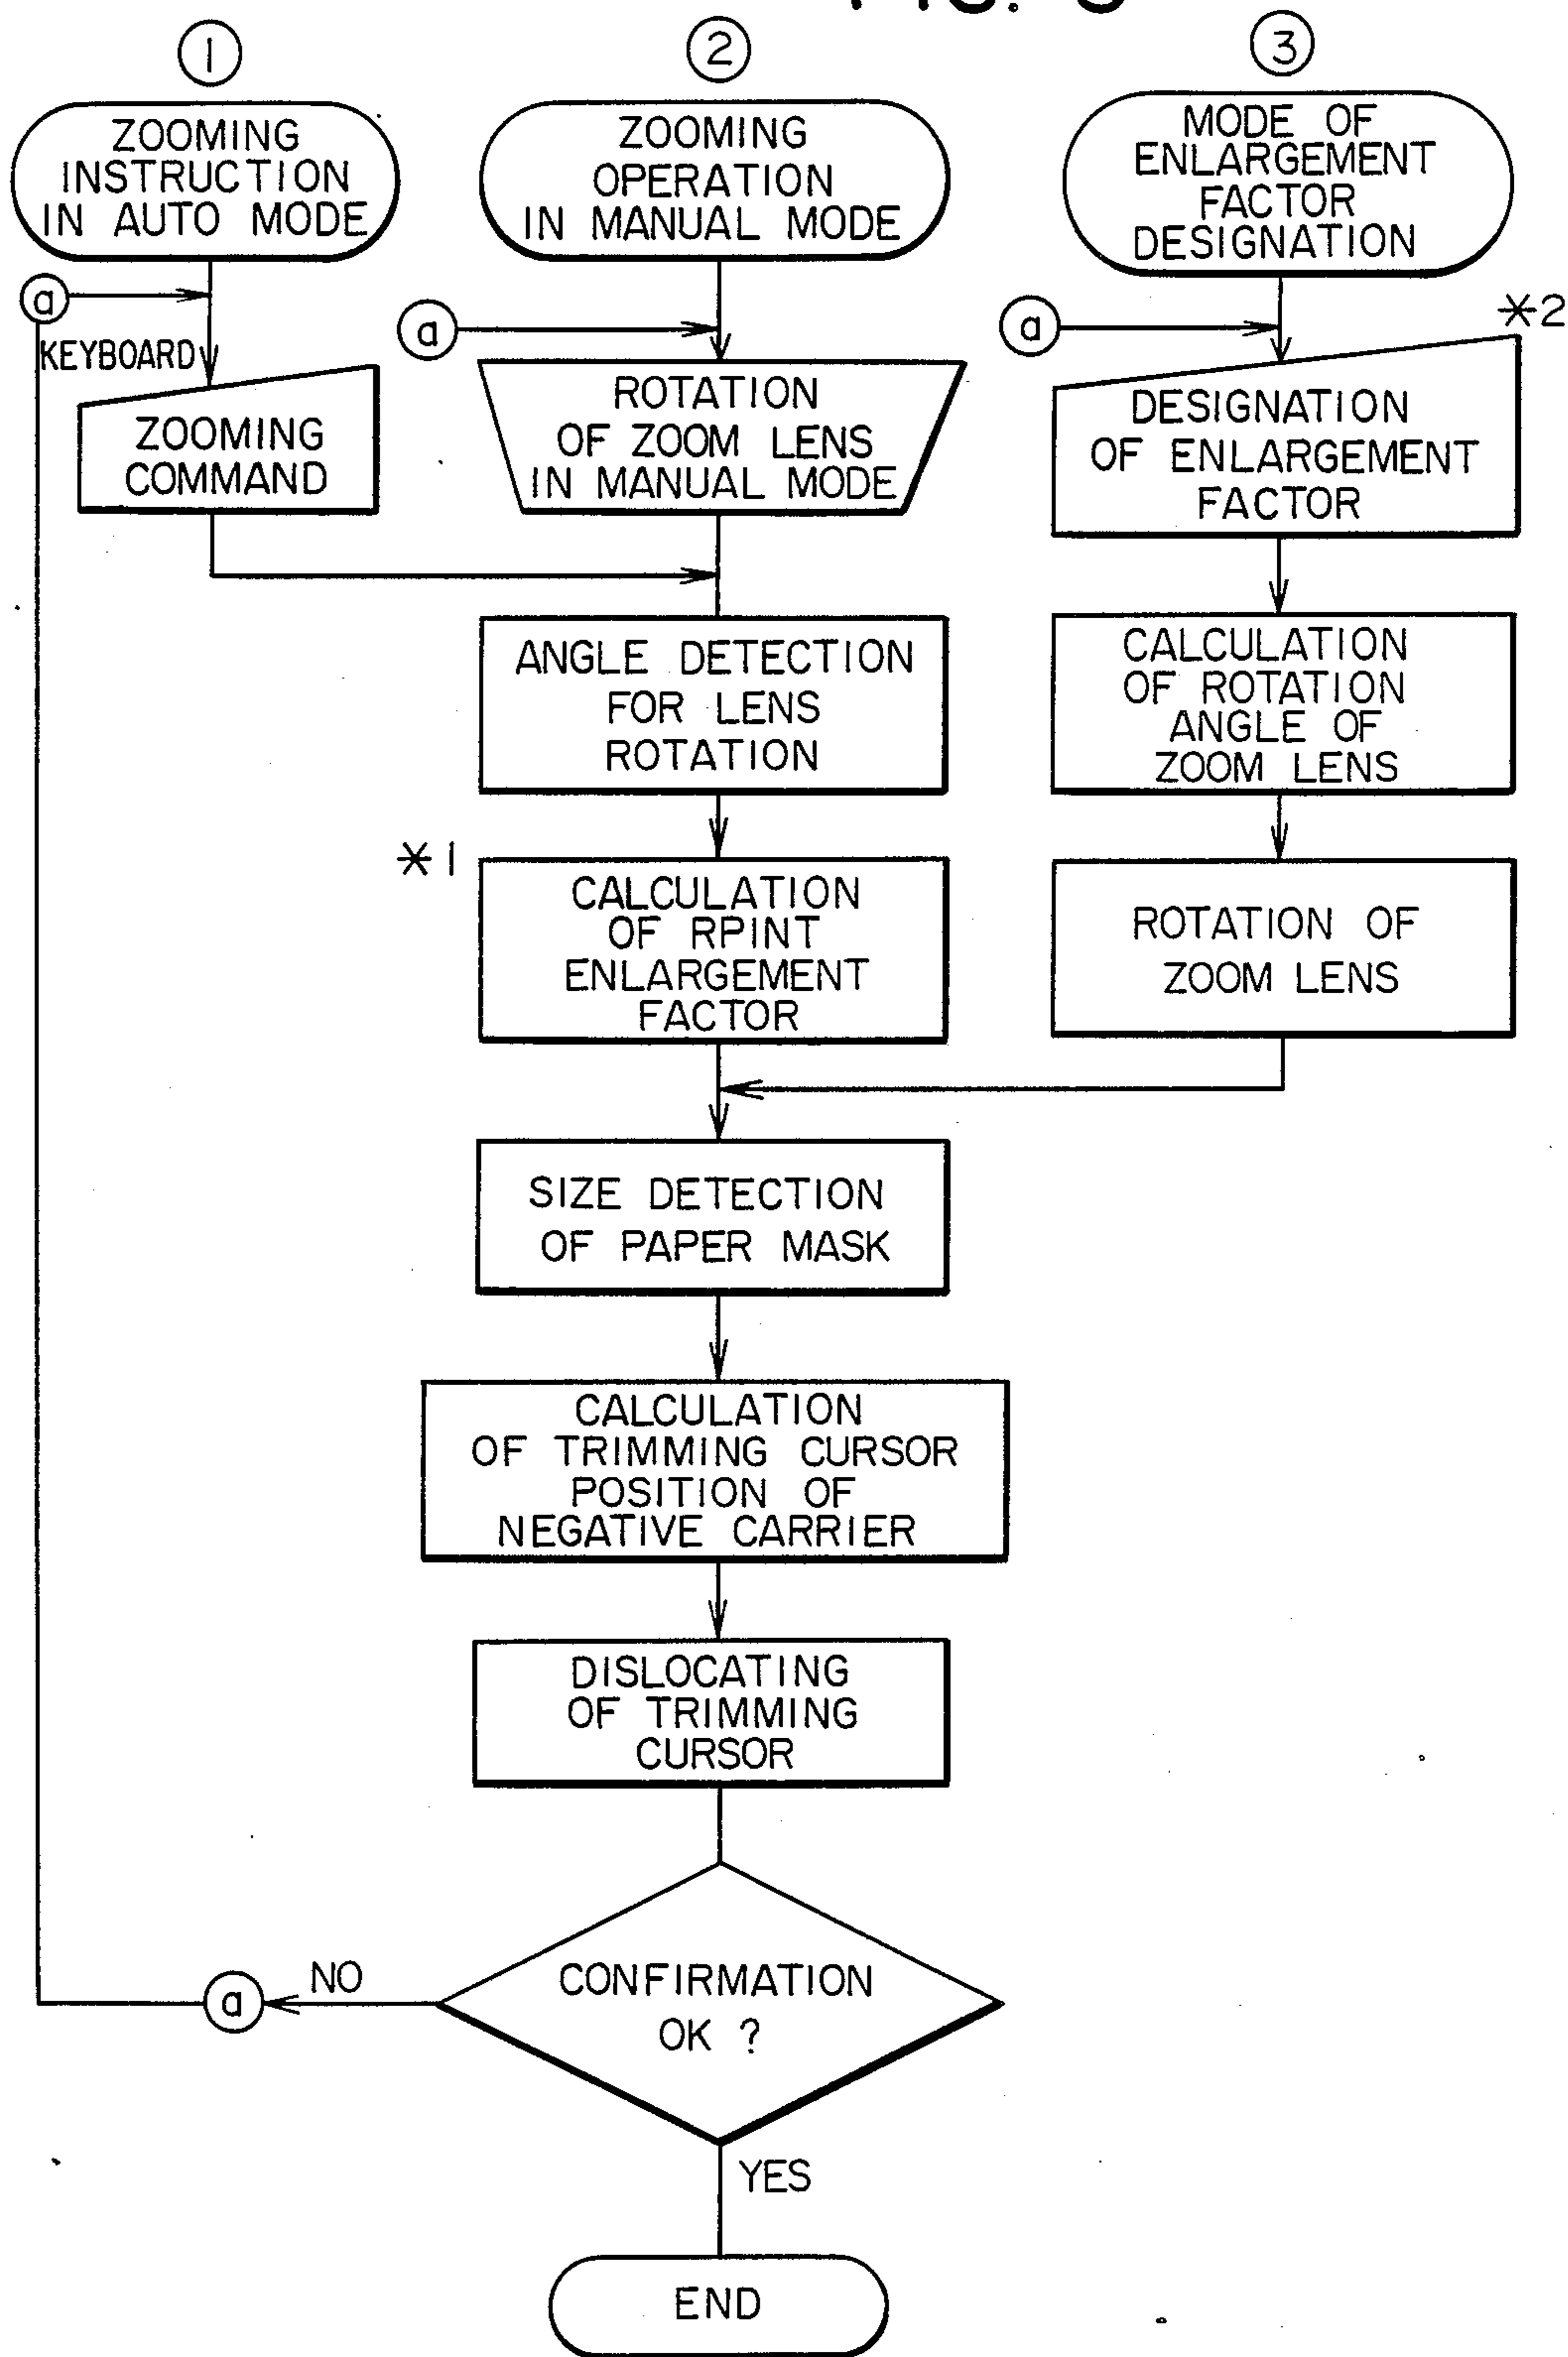 ①
②
③
ZOOMING
INSTRUCTION
IN AUTO MODE
ZOOMING
OPERATION
IN MANUAL MODE
MODE OF
ENLARGEMENT
FACTOR
DESIGNATION
a
a
a
*2
KEYBOARD
ZOOMING
COMMAND
ROTATION
OF ZOOM LENS
IN MANUAL MODE
DESIGNATION
OF ENLARGEMENT
FACTOR
ANGLE DETECTION
FOR LENS
ROTATION
CALCULATION
OF ROTATION
ANGLE OF
ZOOM LENS
*1
CALCULATION
OF RPINT
ENLARGEMENT
FACTOR
ROTATION OF
ZOOM LENS
SIZE DETECTION
OF PAPER MASK
CALCULATION
OF TRIMMING CURSOR
POSITION OF
NEGATIVE CARRIER
DISLOCATING
OF TRIMMING
CURSOR
CONFIRMATION
OK ?
NO
a
YES
END